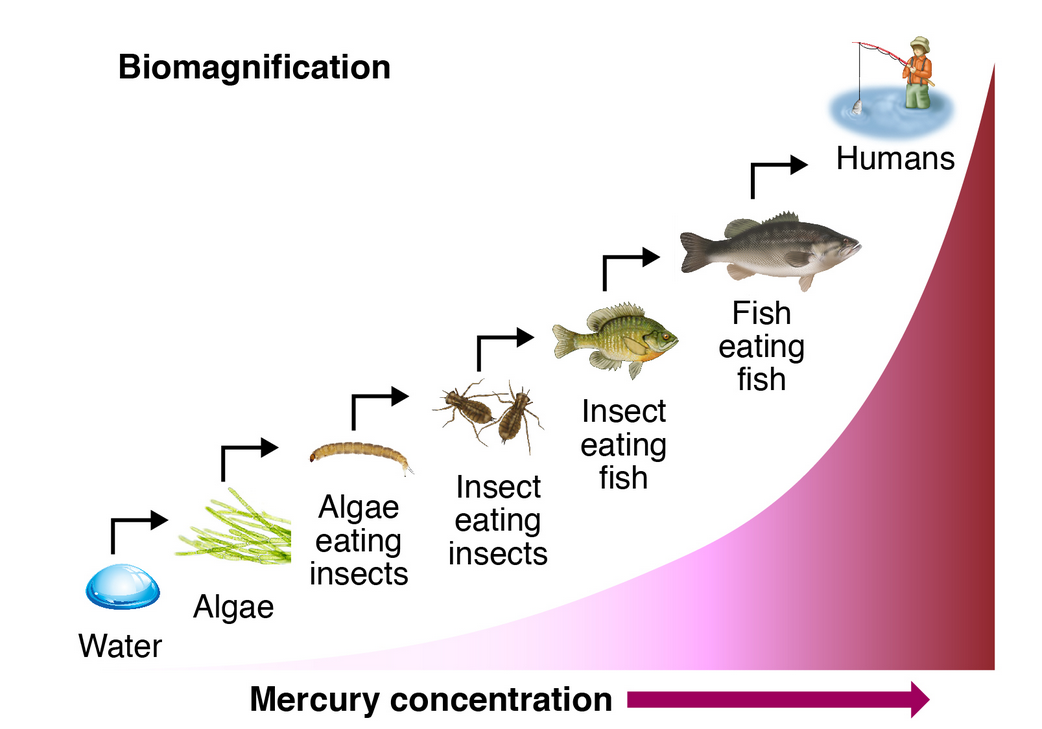 Biomagnification
Humans
Fish
eating
fish
Insect
eating
fish
Insect
eating
insects
Algae
eating
insects
Algae
Water
Mercury concentration